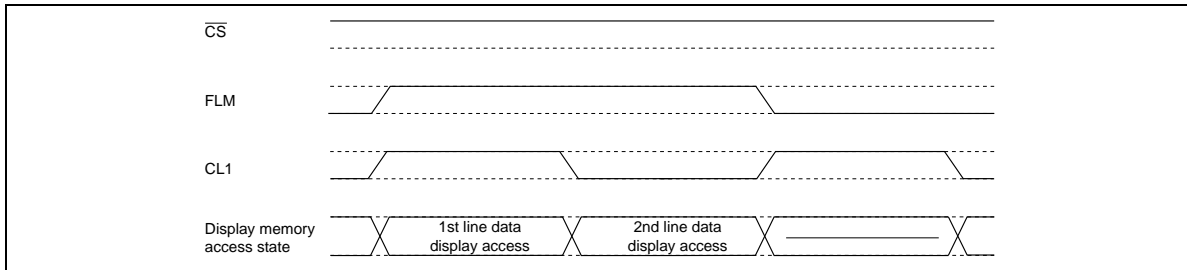 CS
FLM
CL1
Display memory
access state
1st line data
display access
2nd line data
display access